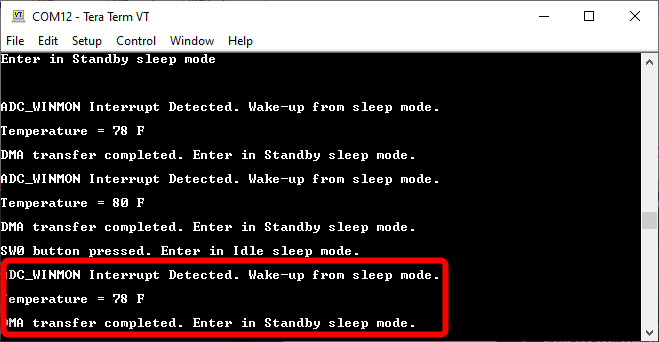 COM12 - Tera Term VT
File Edit Setup Control Window Help
Enter in Standby sleep mode
ADC_WINMON Interrupt Detected. Wake-up from sleep mode.
Temperature = 78 F
DMA transfer completed. Enter in Standby sleep mode.
ADC_WINMON Interrupt Detected. Wake-up from sleep mode.
Temperature = 80 F
DMA transfer completed. Enter in Standby sleep mode.
SW0 button pressed. Enter in Idle sleep mode.
ADC_WINMON Interrupt Detected. Wake-up from sleep mode.
Temperature = 78 F
DMA transfer completed. Enter in Standby sleep mode.